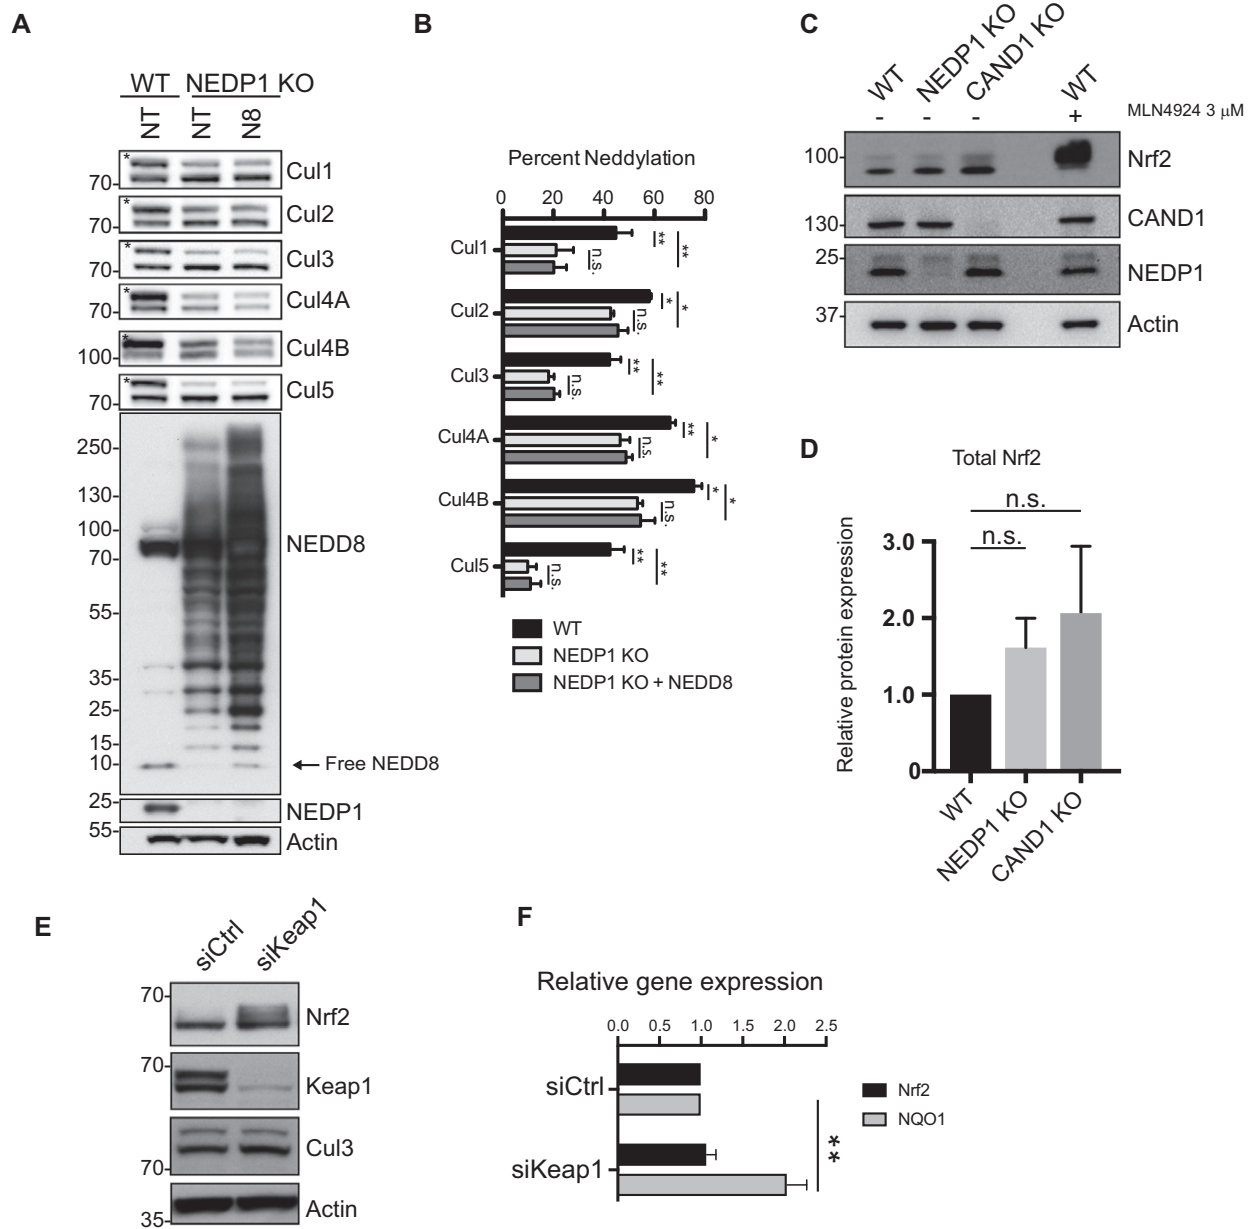 A
WT NEDP1 KO
NT NT N8
* Cul1
70-
* Cul2
70-
* Cul3
70-
* Cul4A
70-
* Cul4B
100-
* Cul5
70-
250-
130-
100-
NEDD8
70-
55-
35-
25-
15-
10- ← Free NEDD8
25- NEDP1
55- Actin
B
Percent Neddylation
0 20 40 60 80
Cul1 ** ** n.s.
Cul2 * * n.s.
Cul3 ** ** n.s.
Cul4A ** * n.s.
Cul4B * * n.s.
Cul5 ** ** n.s.
WT
NEDP1 KO
NEDP1 KO + NEDD8
C
WT NEDP1 KO CAND1 KO WT
- - - + MLN4924 3 µM
100- Nrf2
130- CAND1
25- NEDP1
37- Actin
D
Total Nrf2
n.s.
n.s.
Relative protein expression
3.0
2.0
1.0
0
WT NEDP1 KO CAND1 KO
E
siCtrl siKeap1
70- Nrf2
70- Keap1
Cul3
70-
Actin
35-
F
Relative gene expression
0.0 0.5 1.0 1.5 2.0 2.5
siCtrl
siKeap1
**
Nrf2
NQO1